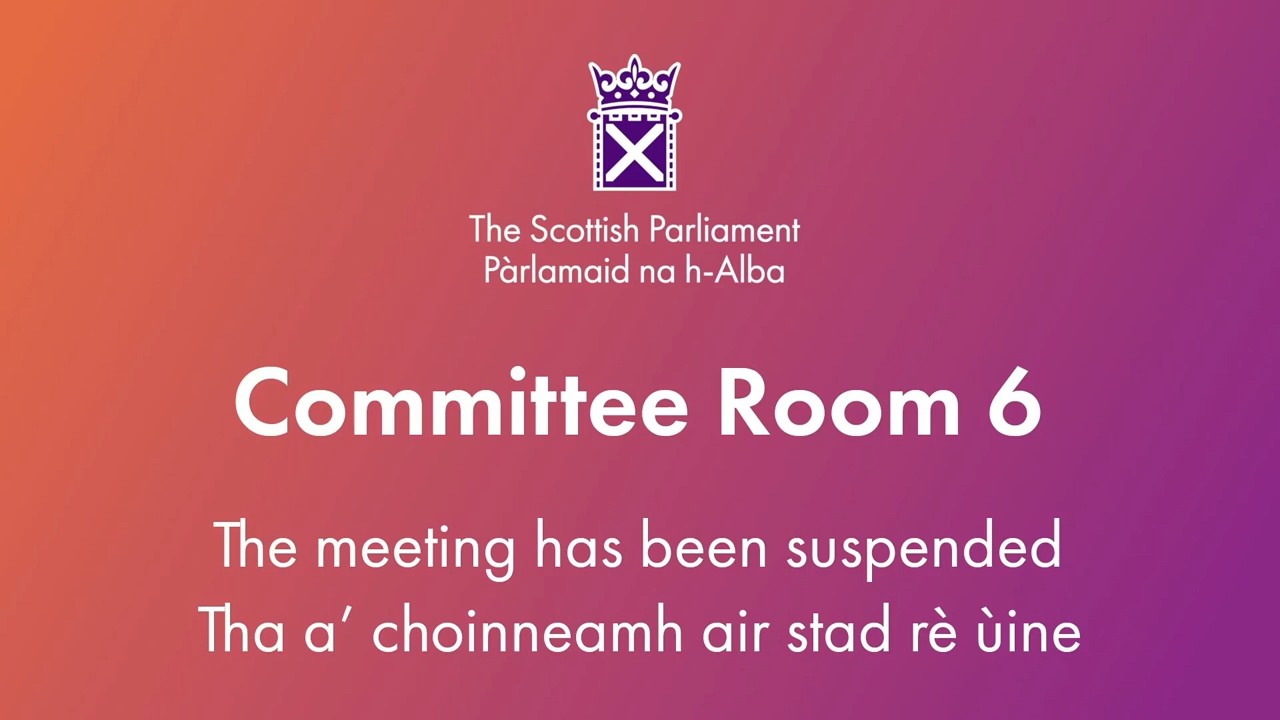 The Scottish Parliament
Pàrlamaid na h-Alba
Committee Room 6
The meeting has been suspended
Tha a’ choinneamh air stad rè ùine